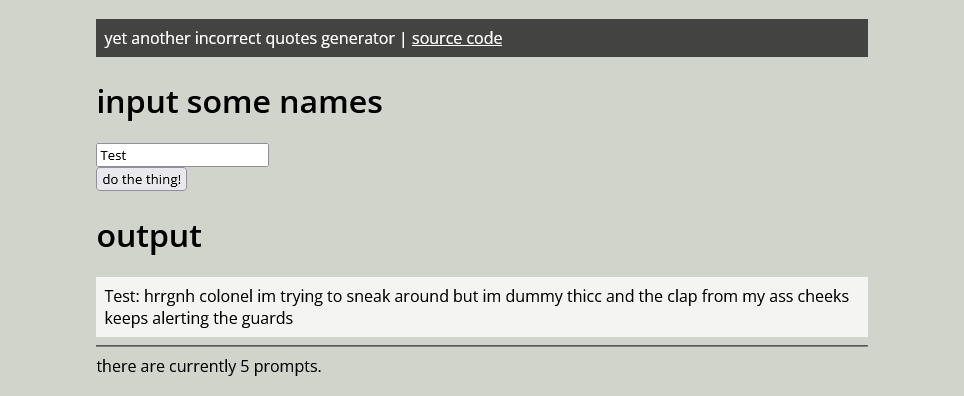 yet another incorrect quotes generator | source code
input some names
Test
do the thing!
output
Test: hrrgnh colonel im trying to sneak around but im dummy thicc and the clap from my ass cheeks
keeps alerting the guards
there are currently 5 prompts.